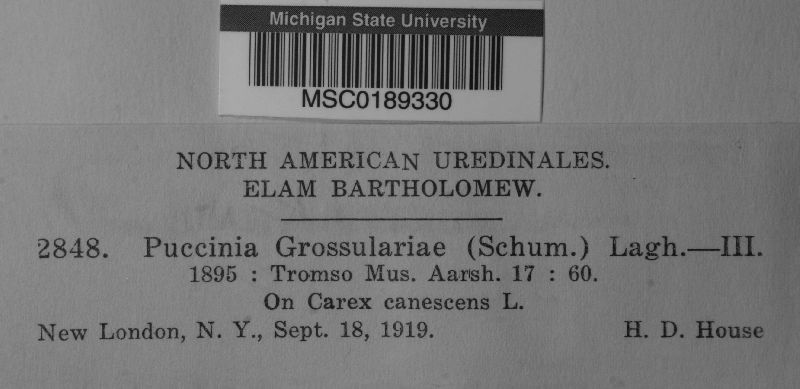 Michigan State University
MSC0189330
NORTH AMERICAN UREDINALES.
ELAM BARTHOLOMEW.
2848. Puccinia Grossulariae (Schum.) Lagh.—III.
1895 : Tromso Mus. Aarsh. 17 : 60.
On Carex canescens L.
New London, N. Y., Sept. 18, 1919. H. D. House